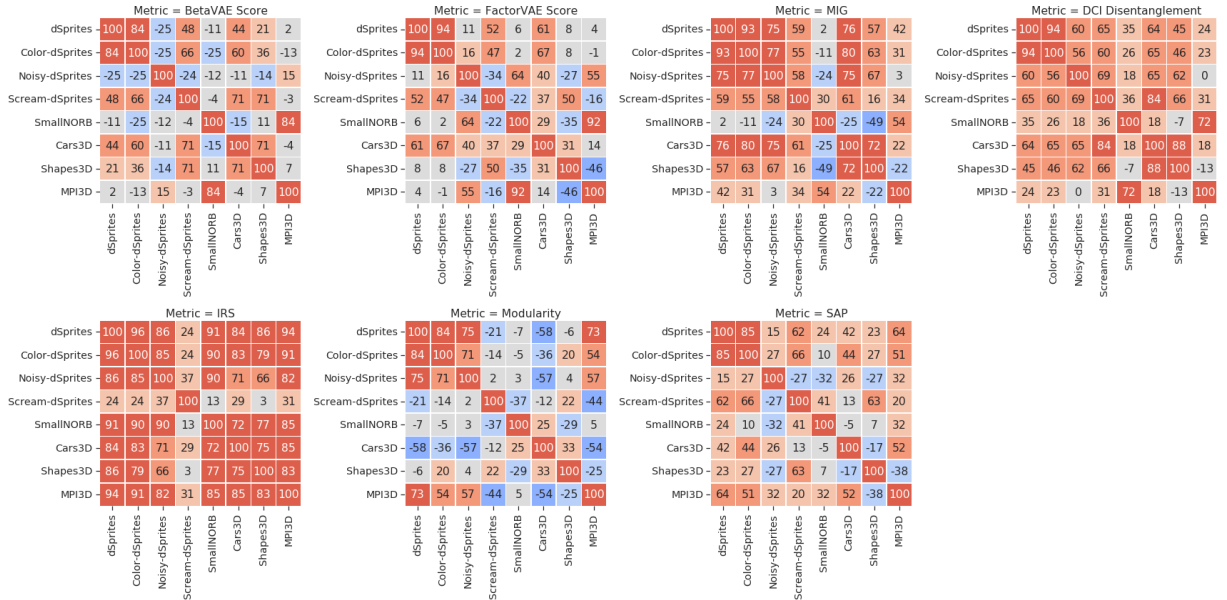 Metric = BetaVAE Score
dSprites 100 84 -25 48 -11 44 21 2
Color-dSprites 84 100 -25 66 -25 60 36 -13
Noisy-dSprites -25 -25 100 -24 -12 -11 -14 15
Scream-dSprites 48 66 -24 100 -4 71 71 -3
SmallNORB -11 -25 -12 -4 100 -15 11 84
Cars3D 44 60 -11 71 -15 100 71 -4
Shapes3D 21 36 -14 71 11 71 100 7
MPI3D 2 -13 15 -3 84 -4 7 100
dSprites Color-dSprites Noisy-dSprites Scream-dSprites SmallNORB Cars3D Shapes3D MPI3D
Metric = FactorVAE Score
dSprites 100 94 11 52 6 61 8 4
Color-dSprites 94 100 16 47 2 67 8 -1
Noisy-dSprites 11 16 100 -34 64 40 -27 55
Scream-dSprites 52 47 -34 100 -22 37 50 -16
SmallNORB 6 2 64 -22 100 29 -35 92
Cars3D 61 67 40 37 29 100 31 14
Shapes3D 8 8 -27 50 -35 31 100 -46
MPI3D 4 -1 55 -16 92 14 -46 100
dSprites Color-dSprites Noisy-dSprites Scream-dSprites SmallNORB Cars3D Shapes3D MPI3D
Metric = MIG
dSprites 100 93 75 59 2 76 57 42
Color-dSprites 93 100 77 55 -11 80 63 31
Noisy-dSprites 75 77 100 58 -24 75 67 3
Scream-dSprites 59 55 58 100 30 61 16 34
SmallNORB 2 -11 -24 30 100 -25 -49 54
Cars3D 76 80 75 61 -25 100 72 22
Shapes3D 57 63 67 16 -49 72 100 -22
MPI3D 42 31 3 34 54 22 -22 100
dSprites Color-dSprites Noisy-dSprites Scream-dSprites SmallNORB Cars3D Shapes3D MPI3D
Metric = DCI Disentanglement
dSprites 100 94 60 65 35 64 45 24
Color-dSprites 94 100 56 60 26 65 46 23
Noisy-dSprites 60 56 100 69 18 65 62 0
Scream-dSprites 65 60 69 100 36 84 66 31
SmallNORB 35 26 18 36 100 18 -7 72
Cars3D 64 65 65 84 18 100 88 18
Shapes3D 45 46 62 66 -7 88 100 -13
MPI3D 24 23 0 31 72 18 -13 100
dSprites Color-dSprites Noisy-dSprites Scream-dSprites SmallNORB Cars3D Shapes3D MPI3D
Metric = IRS
dSprites 100 96 86 24 91 84 86 94
Color-dSprites 96 100 85 24 90 83 79 91
Noisy-dSprites 86 85 100 37 90 71 66 82
Scream-dSprites 24 24 37 100 13 29 3 31
SmallNORB 91 90 90 13 100 72 77 85
Cars3D 84 83 71 29 72 100 75 85
Shapes3D 86 79 66 3 77 75 100 83
MPI3D 94 91 82 31 85 85 83 100
dSprites Color-dSprites Noisy-dSprites Scream-dSprites SmallNORB Cars3D Shapes3D MPI3D
Metric = Modularity
dSprites 100 84 75 -21 -7 -58 -6 73
Color-dSprites 84 100 71 -14 -5 -36 20 54
Noisy-dSprites 75 71 100 2 3 -57 4 57
Scream-dSprites -21 -14 2 100 -37 -12 22 -44
SmallNORB -7 -5 3 -37 100 25 -29 5
Cars3D -58 -36 -57 -12 25 100 33 -54
Shapes3D -6 20 4 22 -29 33 100 -25
MPI3D 73 54 57 -44 5 -54 -25 100
dSprites Color-dSprites Noisy-dSprites Scream-dSprites SmallNORB Cars3D Shapes3D MPI3D
Metric = SAP
dSprites 100 85 15 62 24 42 23 64
Color-dSprites 85 100 27 66 10 44 27 51
Noisy-dSprites 15 27 100 -27 -32 26 -27 32
Scream-dSprites 62 66 -27 100 41 13 63 20
SmallNORB 24 10 -32 41 100 -5 7 32
Cars3D 42 44 26 13 -5 100 -17 52
Shapes3D 23 27 -27 63 7 -17 100 -38
MPI3D 64 51 32 20 32 52 -38 100
dSprites Color-dSprites Noisy-dSprites Scream-dSprites SmallNORB Cars3D Shapes3D MPI3D